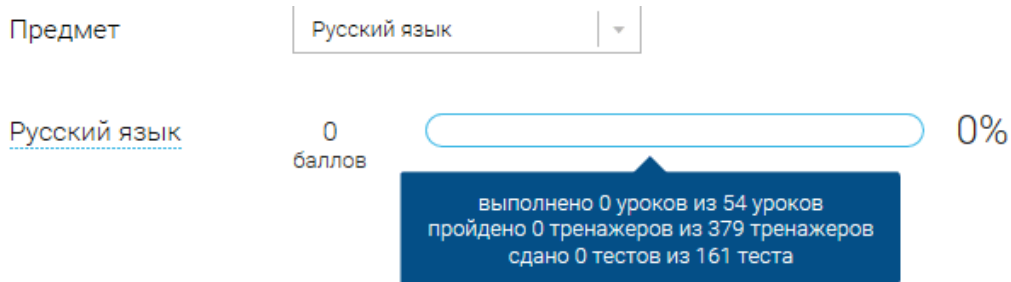 Предмет
Русский язык
Русский язык
0
баллов
0%
выполнено 0 уроков из 54 уроков
пройдено 0 тренажеров из 379 тренажеров
сдано 0 тестов из 161 теста